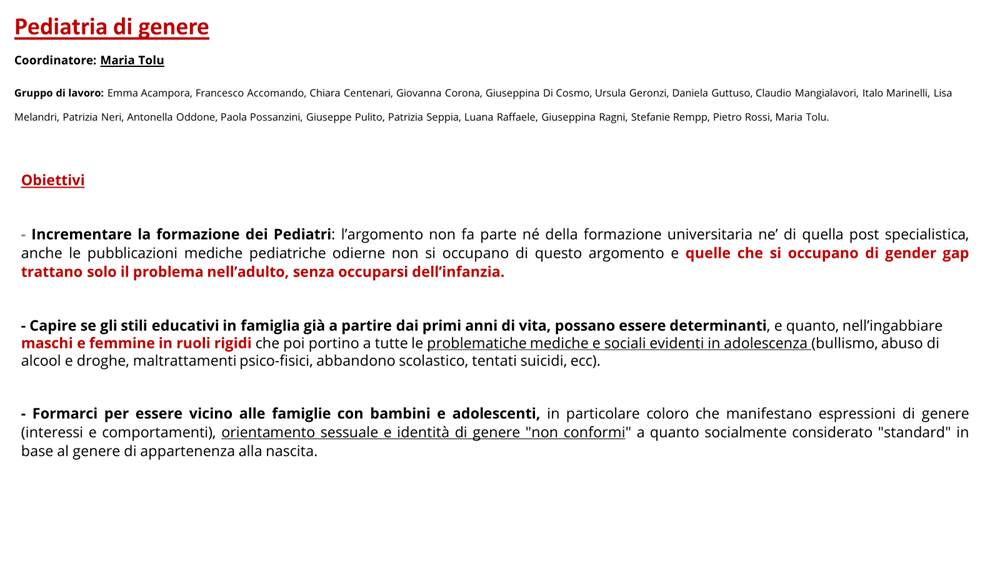 Pediatria di genere
Coordinatore: Maria Tolu
Gruppo di lavoro: Emma Acampora, Francesco Accomando, Chiara Centenari, Giovanna Corona, Giuseppina Di Cosmo, Ursula Geronzi, Daniela Guttuso, Claudio Mangialavori, Italo Marinelli, Lisa
Melandri, Patrizia Neri, Antonella Oddone, Paola Possanzini, Giuseppe Pulito, Patrizia Seppia, Luana Raffaele, Giuseppina Ragni, Stefanie Rempp, Pietro Rossi, Maria Tolu.
Obiettivi
- Incrementare la formazione dei Pediatri: l’argomento non fa parte né della formazione universitaria ne’ di quella post specialistica,
anche le pubblicazioni mediche pediatriche odierne non si occupano di questo argomento e quelle che si occupano di gender gap
trattano solo il problema nell’adulto, senza occuparsi dell’infanzia.
- Capire se gli stili educativi in famiglia già a partire dai primi anni di vita, possano essere determinanti, e quanto, nell’ingabbiare
maschi e femmine in ruoli rigidi che poi portino a tutte le problematiche mediche e sociali evidenti in adolescenza (bullismo, abuso di
alcool e droghe, maltrattamenti psico-fisici, abbandono scolastico, tentati suicidi, ecc).
- Formarci per essere vicino alle famiglie con bambini e adolescenti, in particolare coloro che manifestano espressioni di genere
(interessi e comportamenti), orientamento sessuale e identità di genere "non conformi" a quanto socialmente considerato "standard" in
base al genere di appartenenza alla nascita.